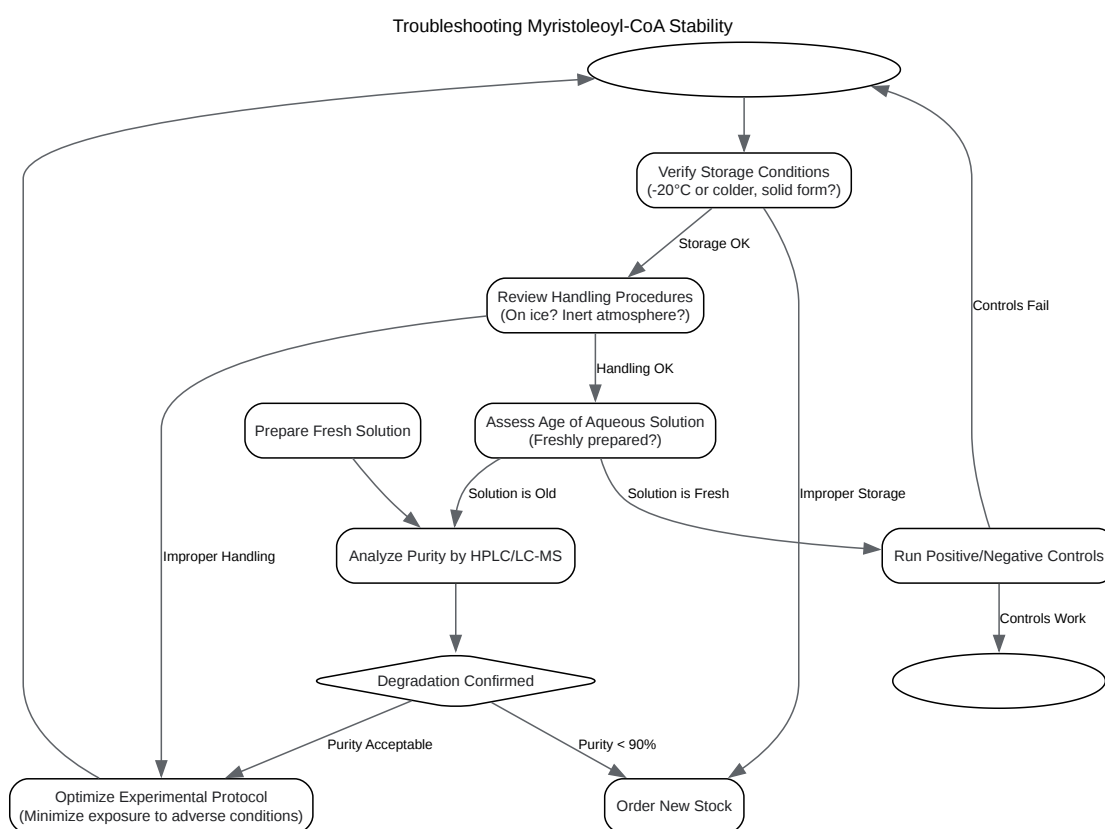 Troubleshooting Myristoleoyl-CoA Stability
Verify Storage Conditions
(-20°C or colder, solid form?)
Storage OK
Review Handling Procedures
(On ice? Inert atmosphere?)
Controls Fail
Handling OK
Prepare Fresh Solution
Assess Age of Aqueous Solution
(Freshly prepared?)
Solution is Old
Solution is Fresh
Improper Storage
Improper Handling
Analyze Purity by HPLC/LC-MS
Run Positive/Negative Controls
Controls Work
Degradation Confirmed
Purity Acceptable
Purity < 90%
Optimize Experimental Protocol
(Minimize exposure to adverse conditions)
Order New Stock